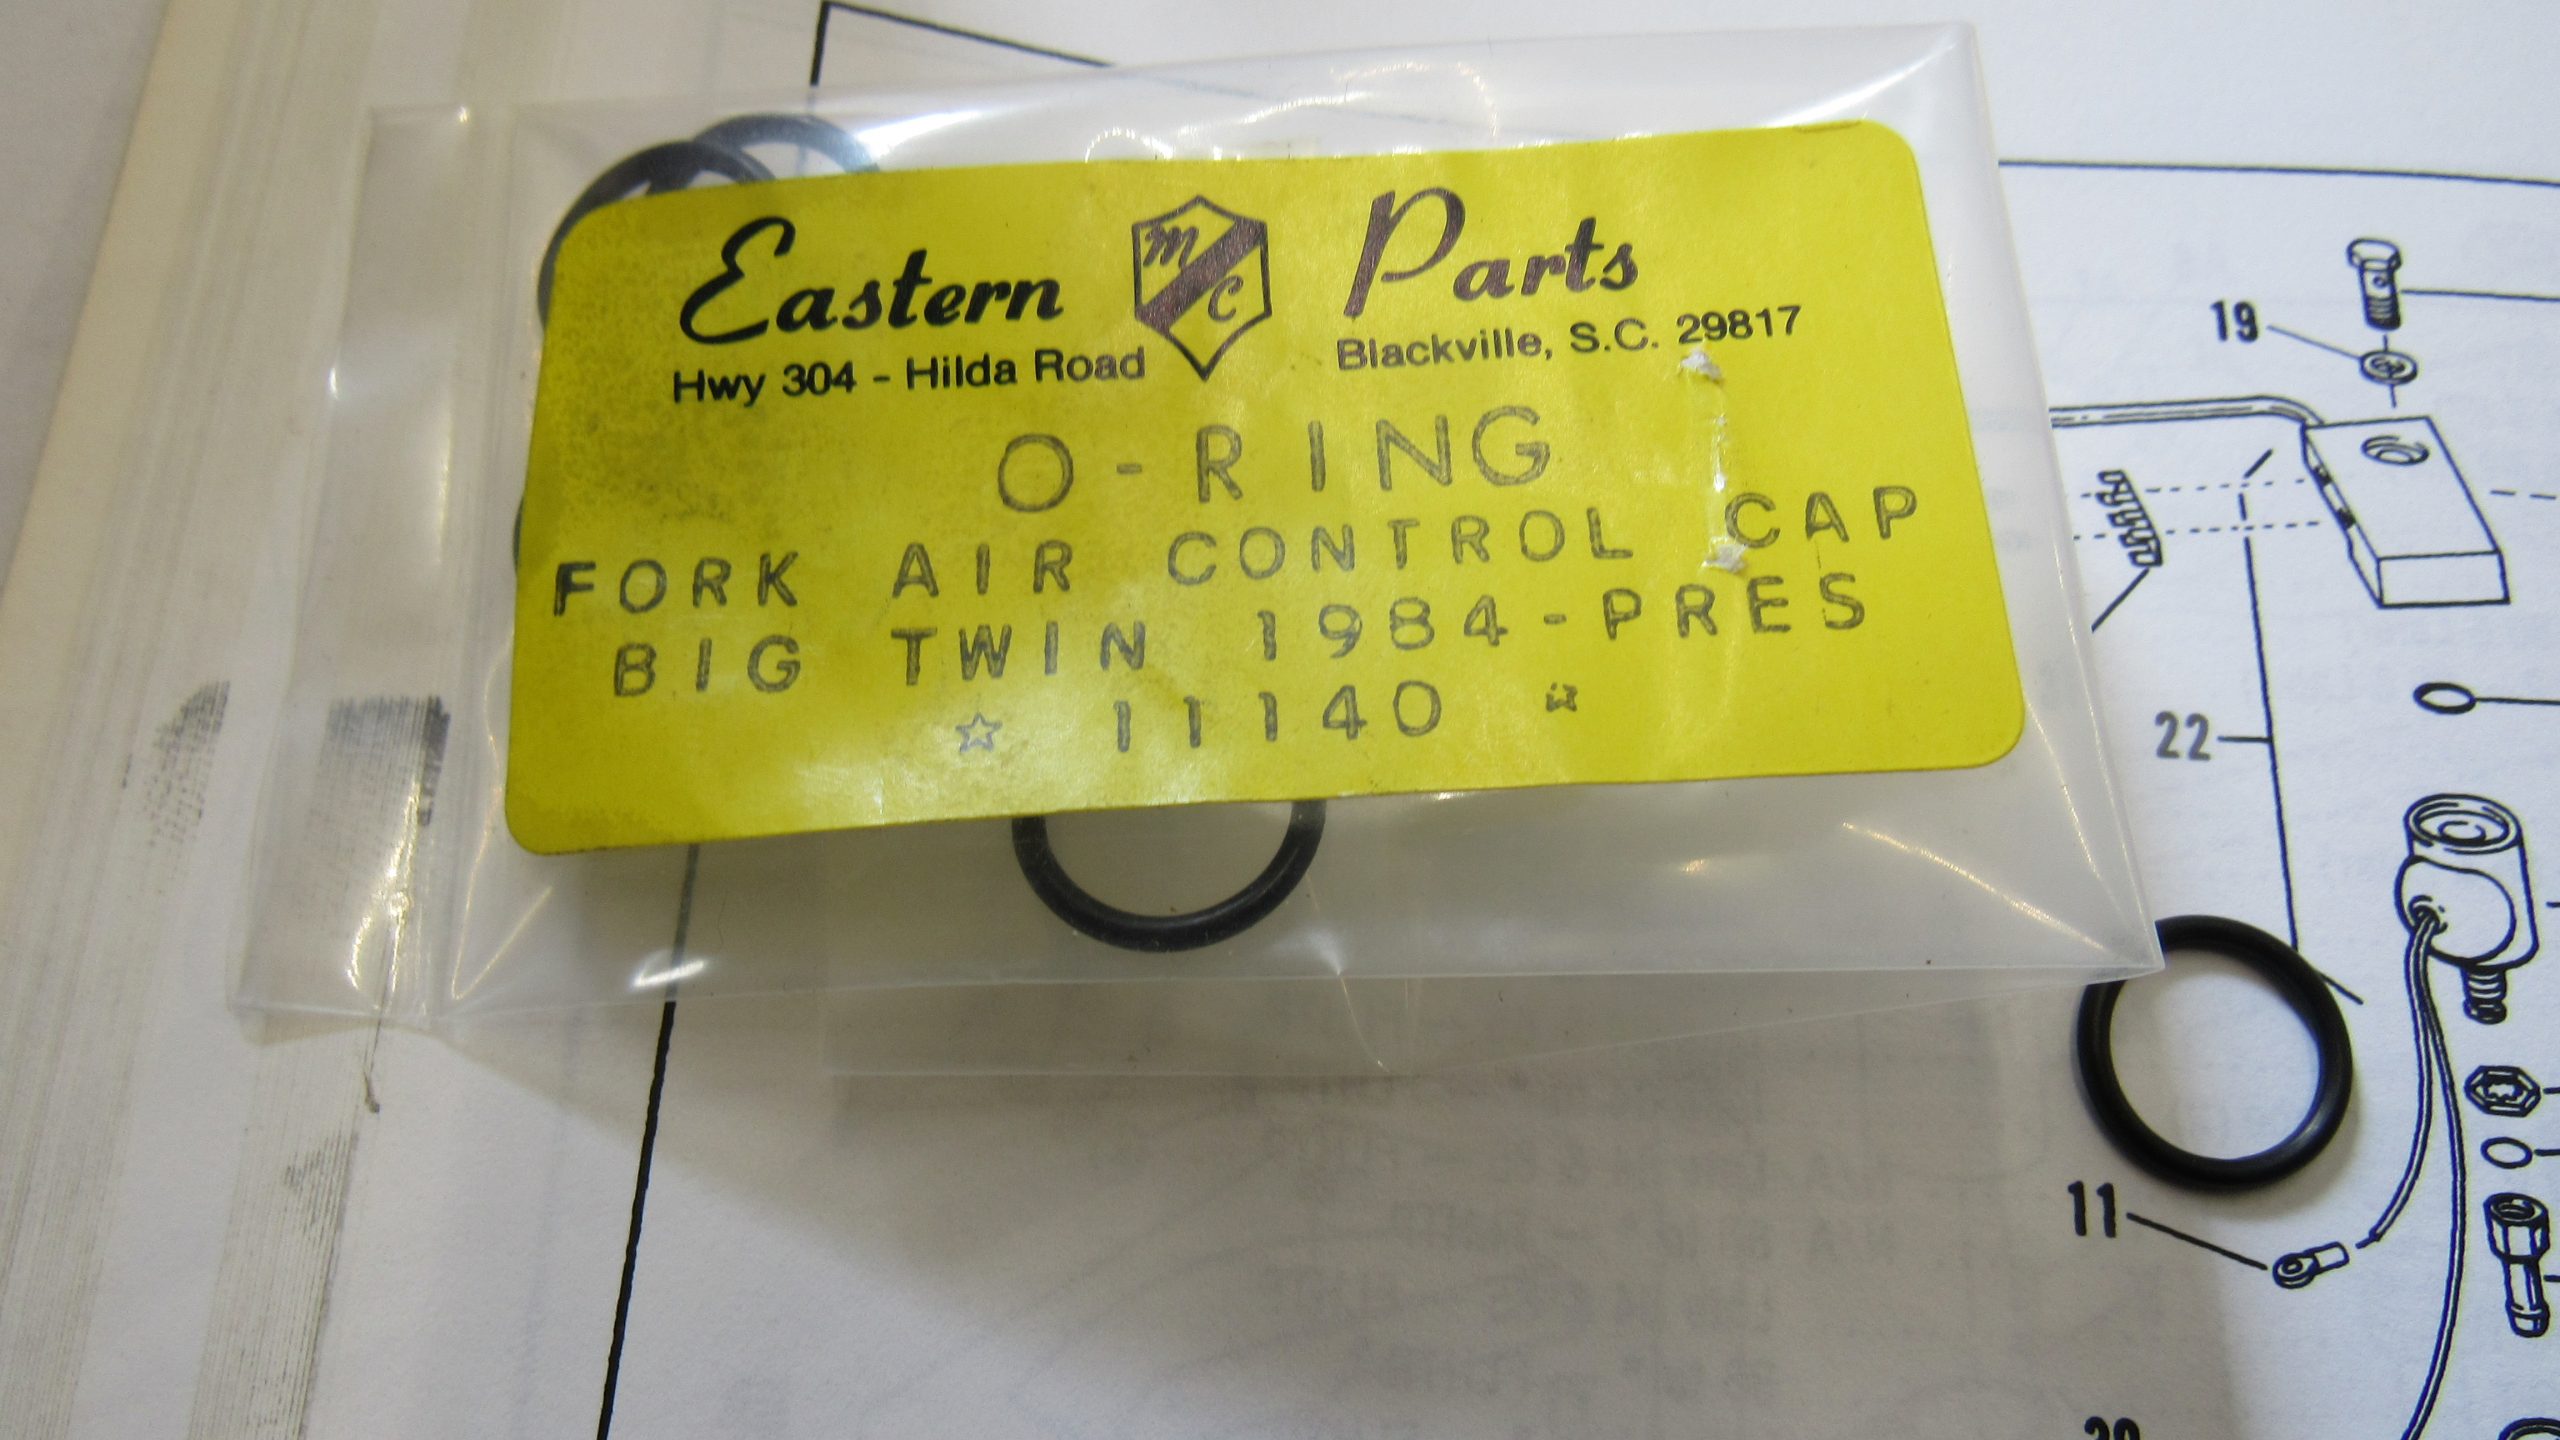 Eastern MC Parts
Hwy 304 - Hilda Road Blackville, S.C. 29817
O-RING
FORK AIR CONTROL CAP
BIG TWIN 1984-PRES
☆ 11140 ☆
19
22
11